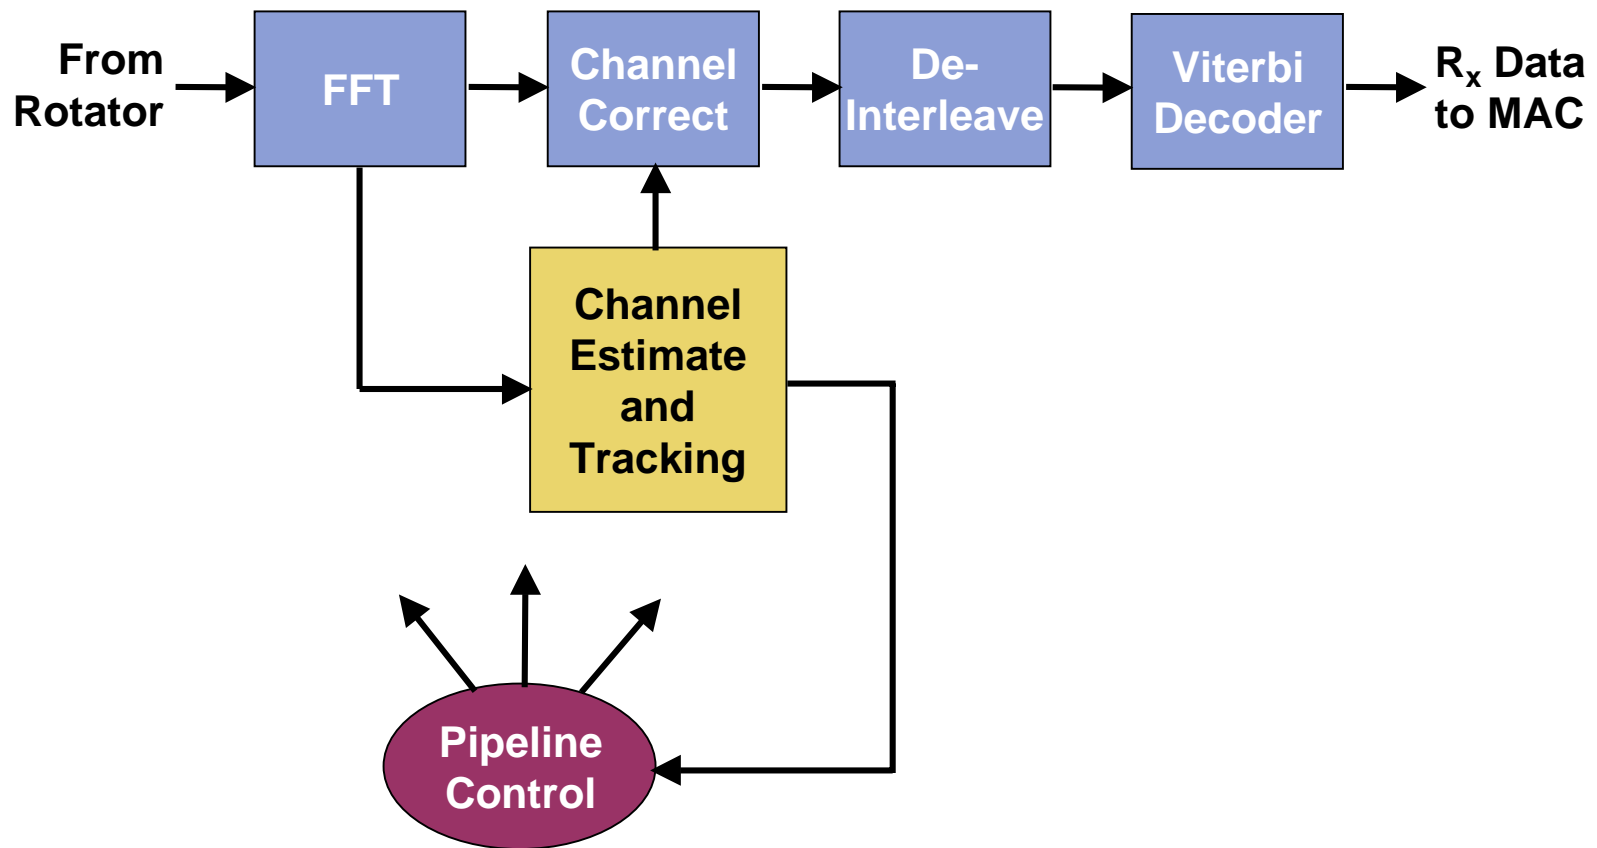 From
Rotator
FFT
Channel
Correct
De-
Interleave
Viterbi
Decoder
Rx Data
to MAC
Channel
Estimate
and
Tracking
Pipeline
Control